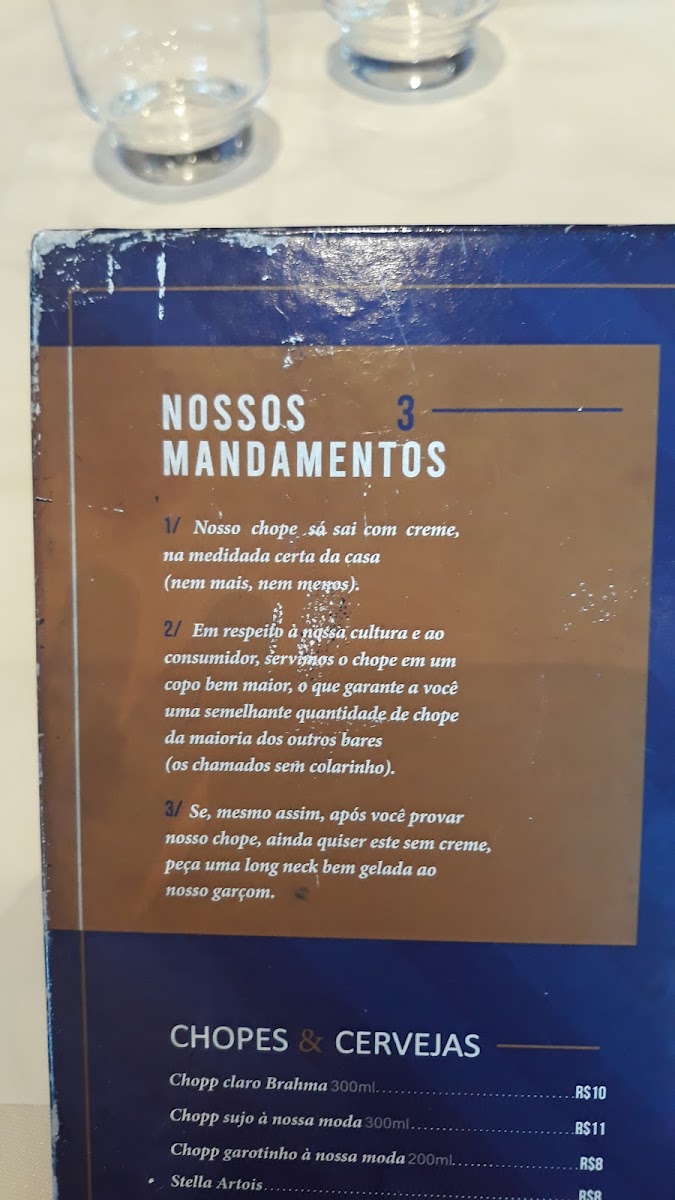 NOSSOS 3
MANDAMENTOS
1/ Nosso chope só sai com creme,
na medidada certa da casa
(nem mais, nem menos).
2/ Em respeito à nossa cultura e ao
consumidor, servimos o chope em um
copo bem maior, o que garante a você
uma semelhante quantidade de chope
da maioria dos outros bares
(os chamados sem colarinho).
3/ Se, mesmo assim, após você provar
nosso chope, ainda quiser este sem creme,
peça uma long neck bem gelada ao
nosso garçom.
CHOPES & CERVEJAS
Chopp claro Brahma 300ml........................................R$10
Chopp sujo à nossa moda 300ml.................................R$11
Chopp garotinho à nossa moda 200ml.........................R$8
• Stella Artois..............................................................R$8